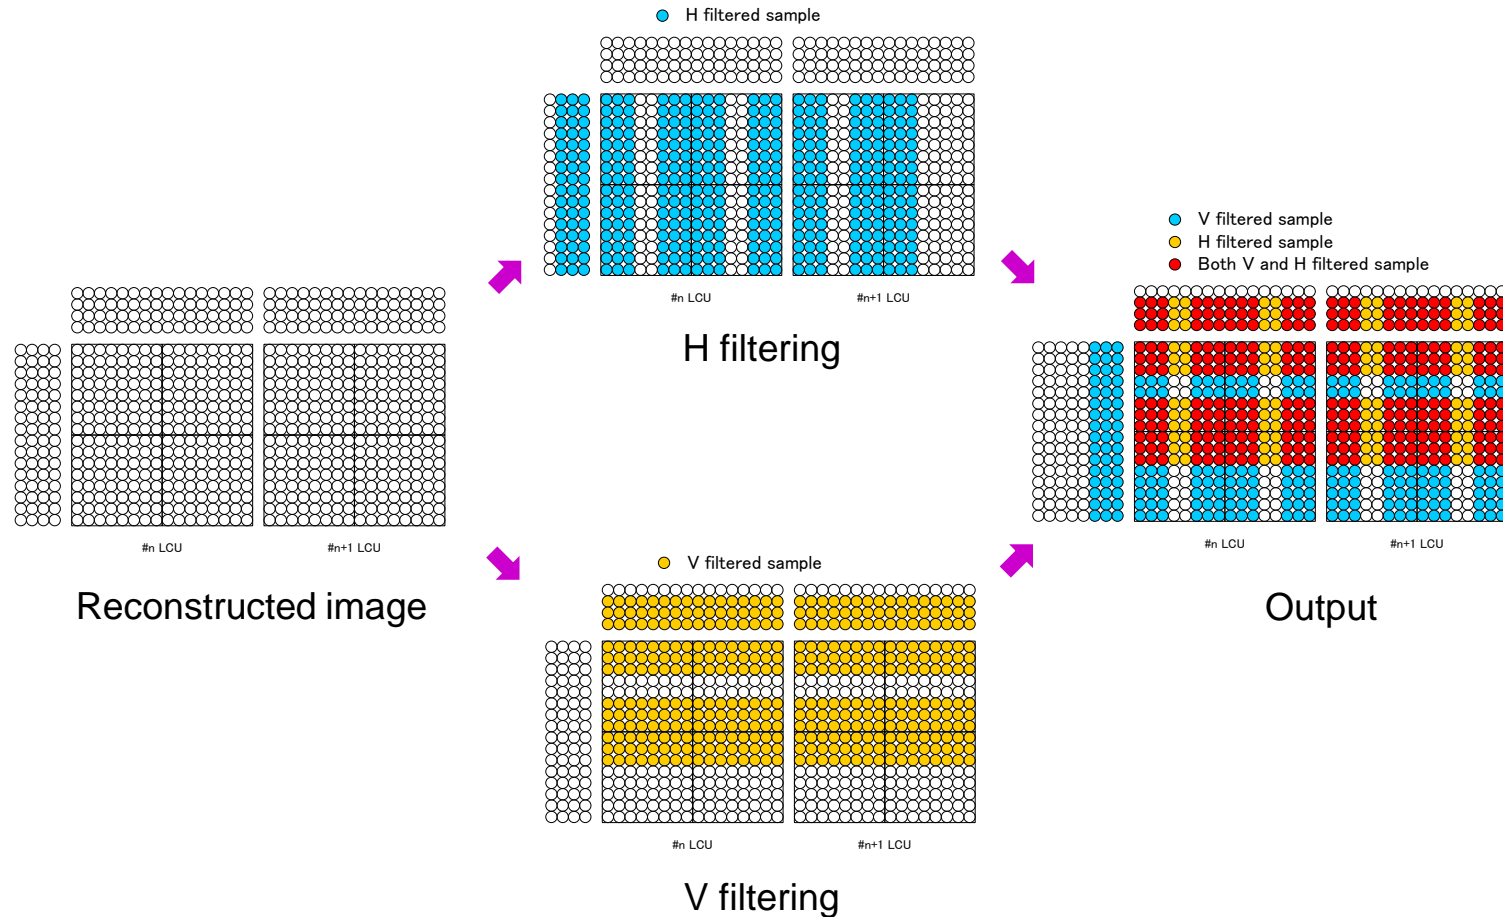 H filtered sample
#n LCU
#n+1 LCU
H filtering
V filtered sample
H filtered sample
Both V and H filtered sample
#n LCU
#n+1 LCU
Reconstructed image
#n LCU
#n+1 LCU
Output
V filtered sample
#n LCU
#n+1 LCU
V filtering